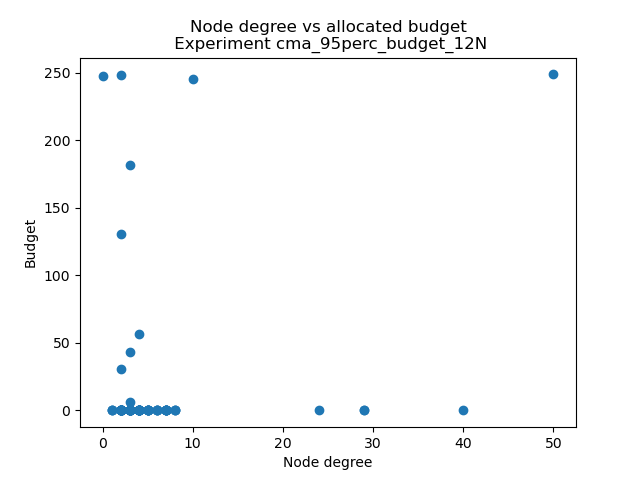 Node degree vs allocated budget
Experiment cma_95perc_budget_12N
250
200
150
100
50
0
Budget
0 10 20 30 40 50
Node degree